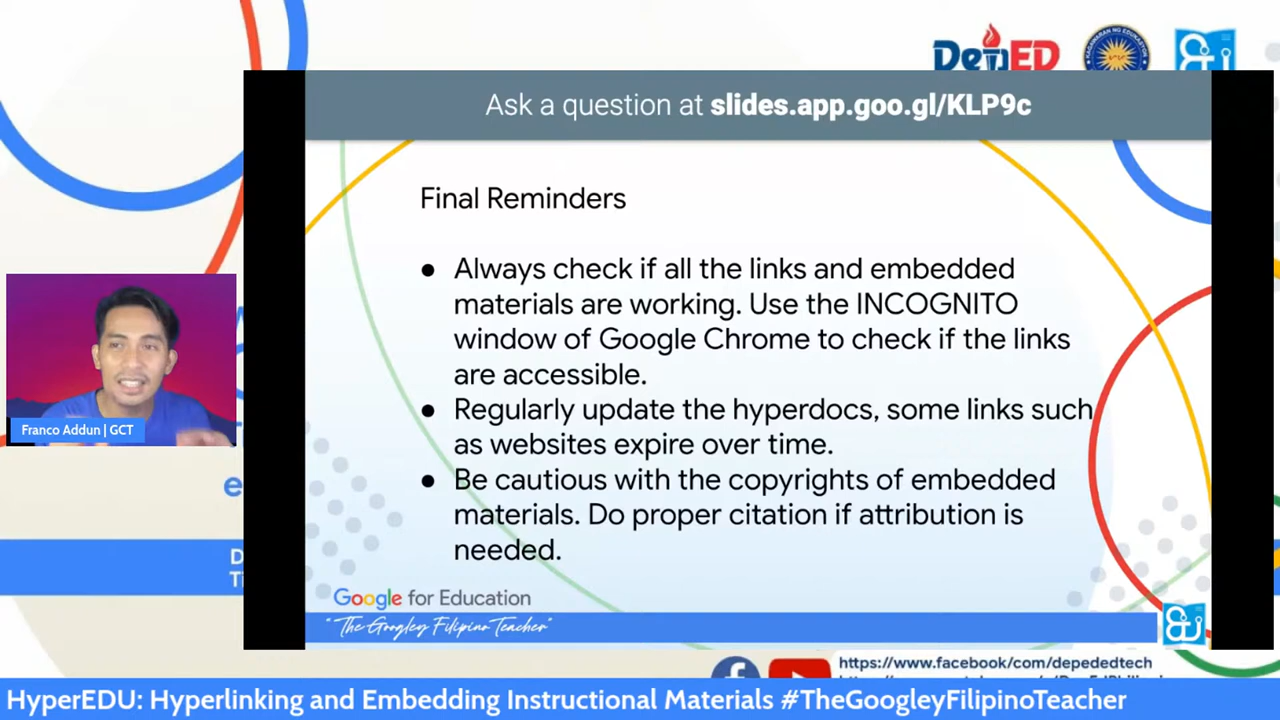 DepED
KAGAWARAN NG EDUKASYON
Ask a question at slides.app.goo.gl/KLP9c
Final Reminders
● Always check if all the links and embedded
materials are working. Use the INCOGNITO
window of Google Chrome to check if the links
are accessible.
● Regularly update the hyperdocs, some links such
as websites expire over time.
● Be cautious with the copyrights of embedded
materials. Do proper citation if attribution is
needed.
Franco Addun | GCT
Google for Education
"The Googley Filipino Teacher"
https://www.facebook/com/depededtech
HyperEDU: Hyperlinking and Embedding Instructional Materials #TheGoogleyFilipinoTeacher